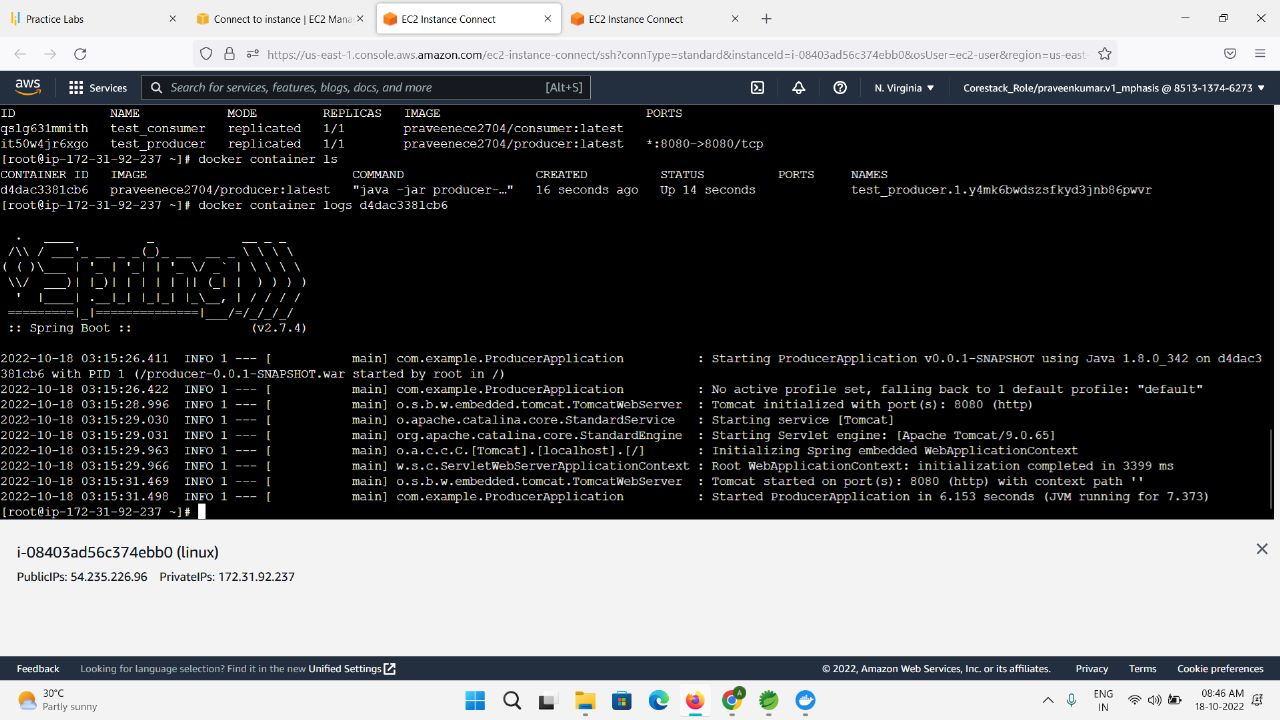 Practice Labs
Connect to instance | EC2 Mana
EC2 Instance Connect
EC2 Instance Connect
https://us-east-1.console.aws.amazon.com/ec2-instance-connect/ssh?connType=standard&instanceId=i-08403ad56c374ebb0&osUser=ec2-user&region=us-east-
aws
Services
Search for services, features, blogs, docs, and more
[Alt+S]
N. Virginia
Corestack_Role/praveenkumar.v1_mphasis @ 8513-1374-6273
ID NAME MODE REPLICAS IMAGE PORTS
qslg631mmith test_consumer replicated 1/1 praveenece2704/consumer:latest
it50w4jr6xgo test_producer replicated 1/1 praveenece2704/producer:latest *:8080->8080/tcp
[root@ip-172-31-92-237 ~]# docker container ls
CONTAINER ID IMAGE COMMAND CREATED STATUS PORTS NAMES
d4dac3381cb6 praveenece2704/producer:latest "java -jar producer-…" 16 seconds ago Up 14 seconds test_producer.1.y4mk6bwdszsfkyd3jnb86pwvr
[root@ip-172-31-92-237 ~]# docker container logs d4dac3381cb6
Spring
:: Spring Boot :: (v2.7.4)
2022-10-18 03:15:26.411 INFO 1 --- [ main] com.example.ProducerApplication : Starting ProducerApplication v0.0.1-SNAPSHOT using Java 1.8.0_342 on d4dac3
381cb6 with PID 1 (/producer-0.0.1-SNAPSHOT.war started by root in /)
2022-10-18 03:15:26.422 INFO 1 --- [ main] com.example.ProducerApplication : No active profile set, falling back to 1 default profile: "default"
2022-10-18 03:15:28.996 INFO 1 --- [ main] o.s.b.w.embedded.tomcat.TomcatWebServer : Tomcat initialized with port(s): 8080 (http)
2022-10-18 03:15:29.030 INFO 1 --- [ main] o.apache.catalina.core.StandardService : Starting service [Tomcat]
2022-10-18 03:15:29.031 INFO 1 --- [ main] org.apache.catalina.core.StandardEngine : Starting Servlet engine: [Apache Tomcat/9.0.65]
2022-10-18 03:15:29.963 INFO 1 --- [ main] o.a.c.c.C.[Tomcat].[localhost].[/] : Initializing Spring embedded WebApplicationContext
2022-10-18 03:15:29.966 INFO 1 --- [ main] w.s.c.ServletWebServerApplicationContext : Root WebApplicationContext: initialization completed in 3399 ms
2022-10-18 03:15:31.469 INFO 1 --- [ main] o.s.b.w.embedded.tomcat.TomcatWebServer : Tomcat started on port(s): 8080 (http) with context path ''
2022-10-18 03:15:31.498 INFO 1 --- [ main] com.example.ProducerApplication : Started ProducerApplication in 6.153 seconds (JVM running for 7.373)
[root@ip-172-31-92-237 ~]#
i-08403ad56c374ebb0 (linux)
PublicIPs: 54.235.226.96 PrivateIPs: 172.31.92.237
Feedback Looking for language selection? Find it in the new Unified Settings
© 2022, Amazon Web Services, Inc. or its affiliates. Privacy Terms Cookie preferences
30°C
Partly sunny
A
ENG
IN
08:46 AM
18-10-2022